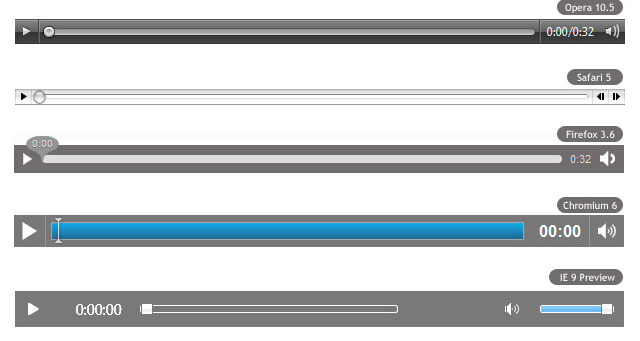 Opera 10.5
0:00/0:32
Safari 5
Firefox 3.6
0:00
0:32
Chromium 6
00:00
IE 9 Preview
0:00:00